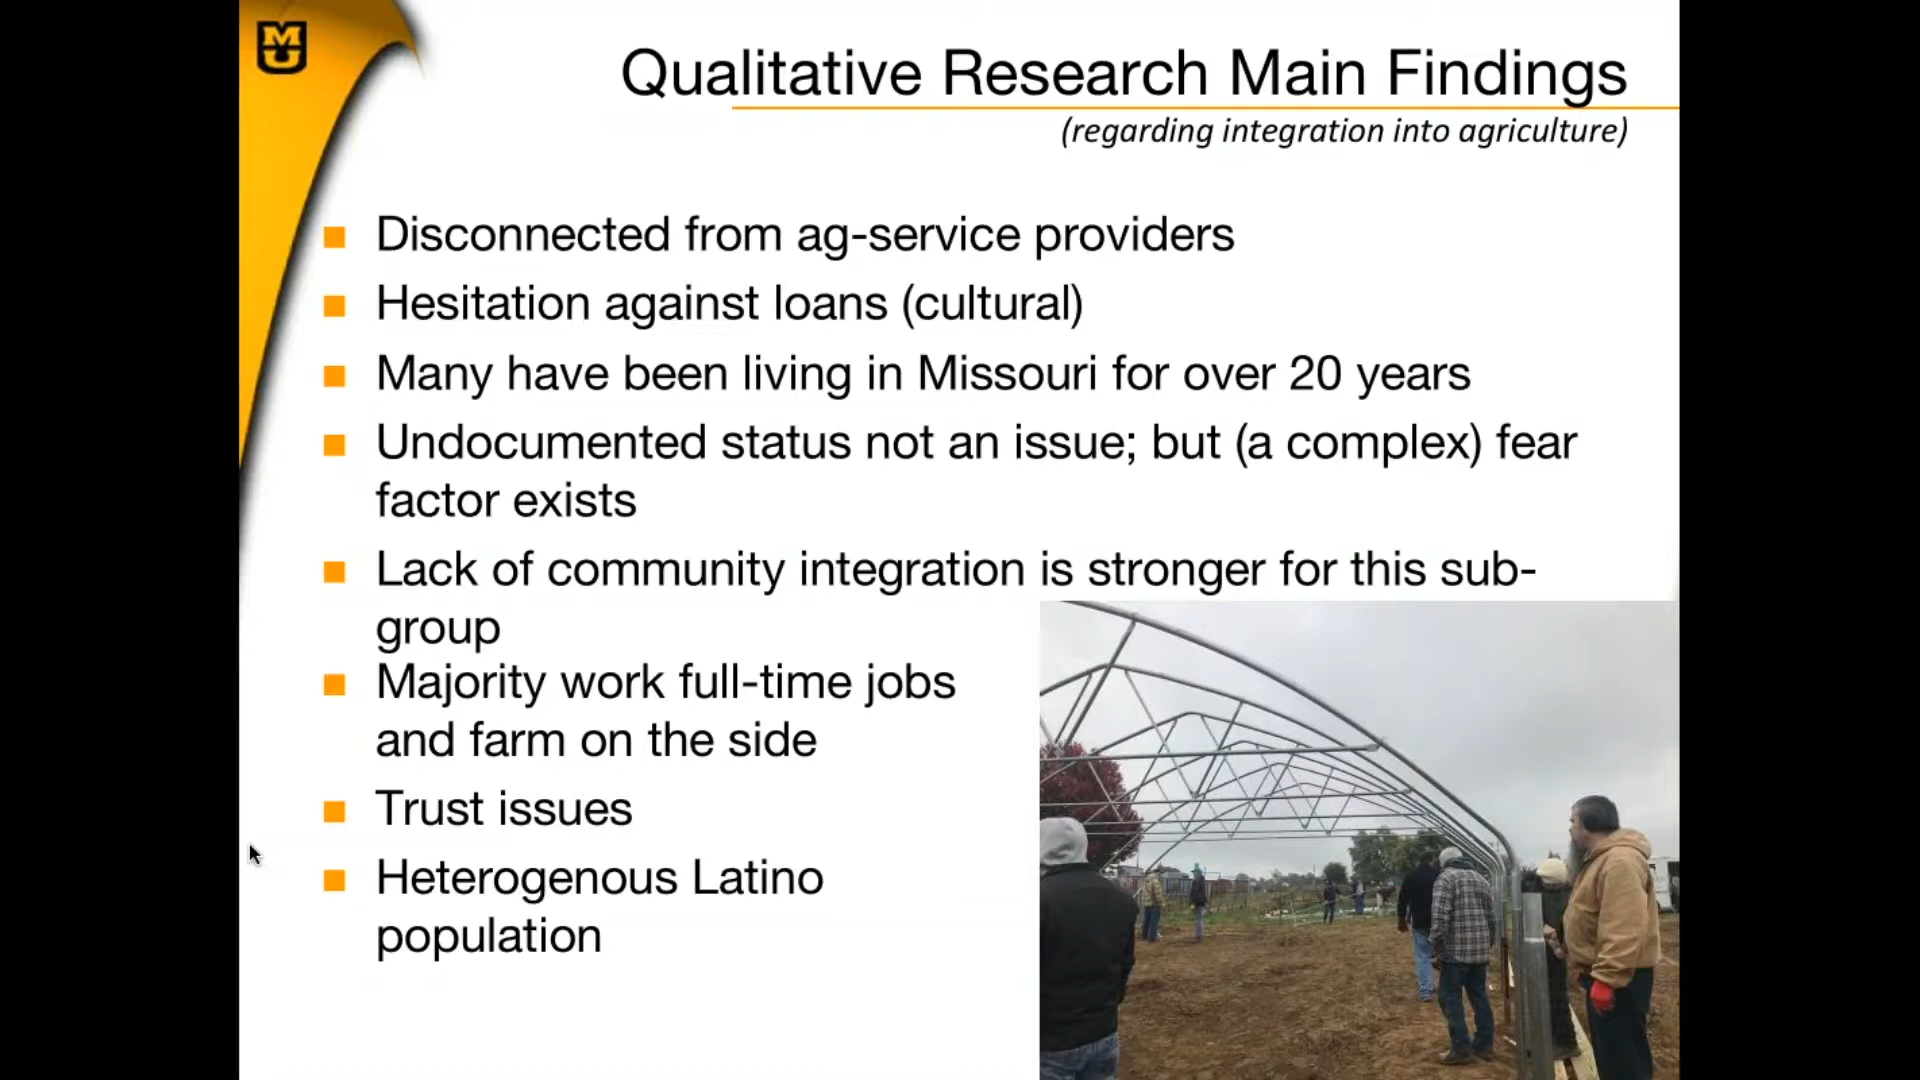 MU
Qualitative Research Main Findings
(regarding integration into agriculture)
Disconnected from ag-service providers
Hesitation against loans (cultural)
Many have been living in Missouri for over 20 years
Undocumented status not an issue; but (a complex) fear
factor exists
Lack of community integration is stronger for this sub-
group
Majority work full-time jobs
and farm on the side
Trust issues
Heterogenous Latino
population